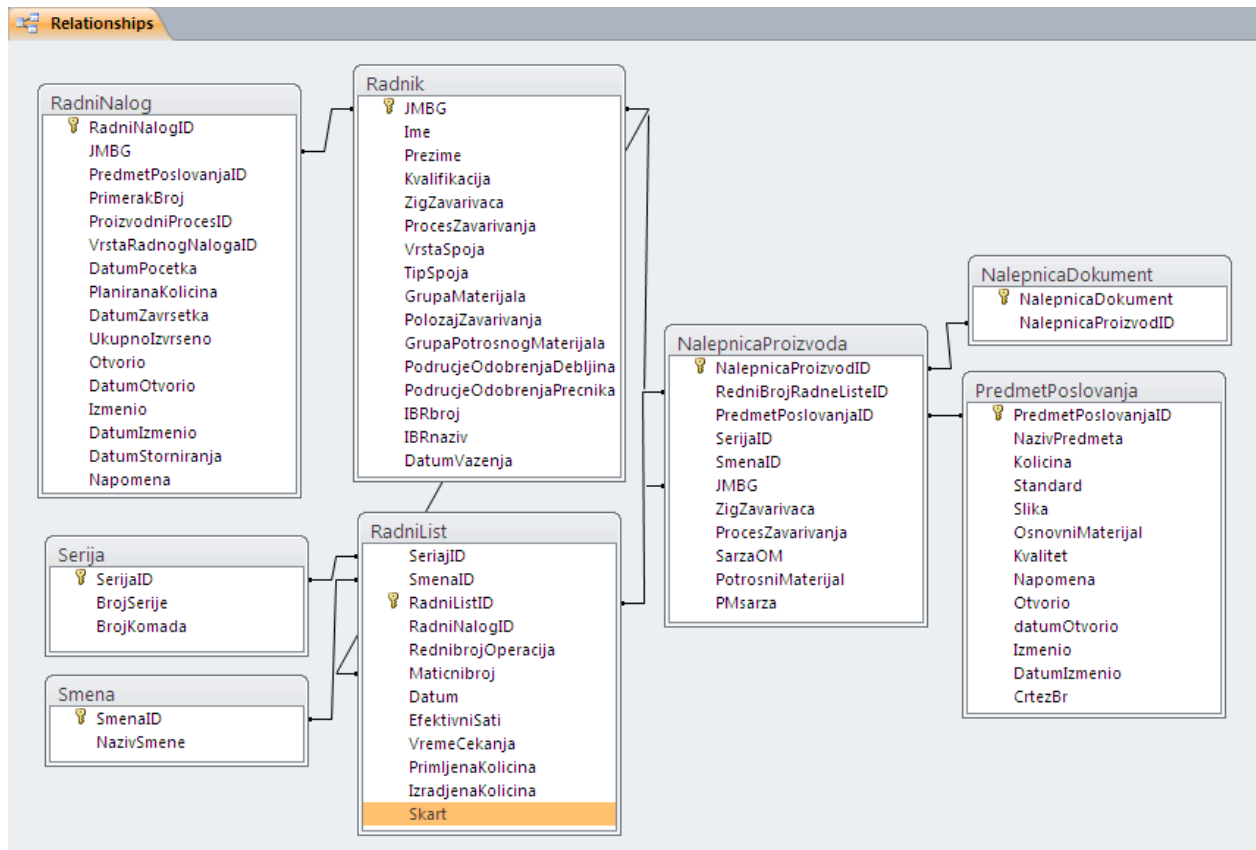 Relationships
RadniNalog
RadniNalogID
JMBG
PredmetPoslovanjaID
PrimerakBroj
ProizvodniProcesID
VrstaRadnogNalogaID
DatumPocetka
PlaniranaKolicina
DatumZavrsetka
UkupnoIzvrseno
Otvorio
DatumOtvorio
Izmenio
DatumIzmenio
DatumStorniranja
Napomena
Radnik
JMBG
Ime
Prezime
Kvalifikacija
ZigZavarivaca
ProcesZavarivanja
VrstaSpoja
TipSpoja
GrupaMaterijala
PolozajZavarivanja
GrupaPotrosnogMaterijala
PodrucjeOdobrenjaDebljina
PodrucjeOdobrenjaPrecnika
IBRbroj
IBRnaziv
DatumVazenja
Serija
SerijaID
BrojSerije
BrojKomada
Smena
SmenaID
NazivSmene
RadniList
SeriajID
SmenaID
RadniListID
RadniNalogID
RednibrojOperacija
Maticnibroj
Datum
EfektivniSati
VremeCekanja
PrimljenaKolicina
IzradjenaKolicina
Skart
NalepnicaProizvoda
NalepnicaProizvodID
RedniBrojRadneListeID
PredmetPoslovanjaID
SerijaID
SmenaID
JMBG
ZigZavarivaca
ProcesZavarivanja
SarzaOM
PotrosniMaterijal
PMsarza
NalepnicaDokument
NalepnicaDokument
NalepnicaProizvodID
PredmetPoslovanja
PredmetPoslovanjaID
NazivPredmeta
Kolicina
Standard
Slika
OsnovniMaterijal
Kvalitet
Napomena
Otvorio
datumOtvorio
Izmenio
DatumIzmenio
CrtezBr